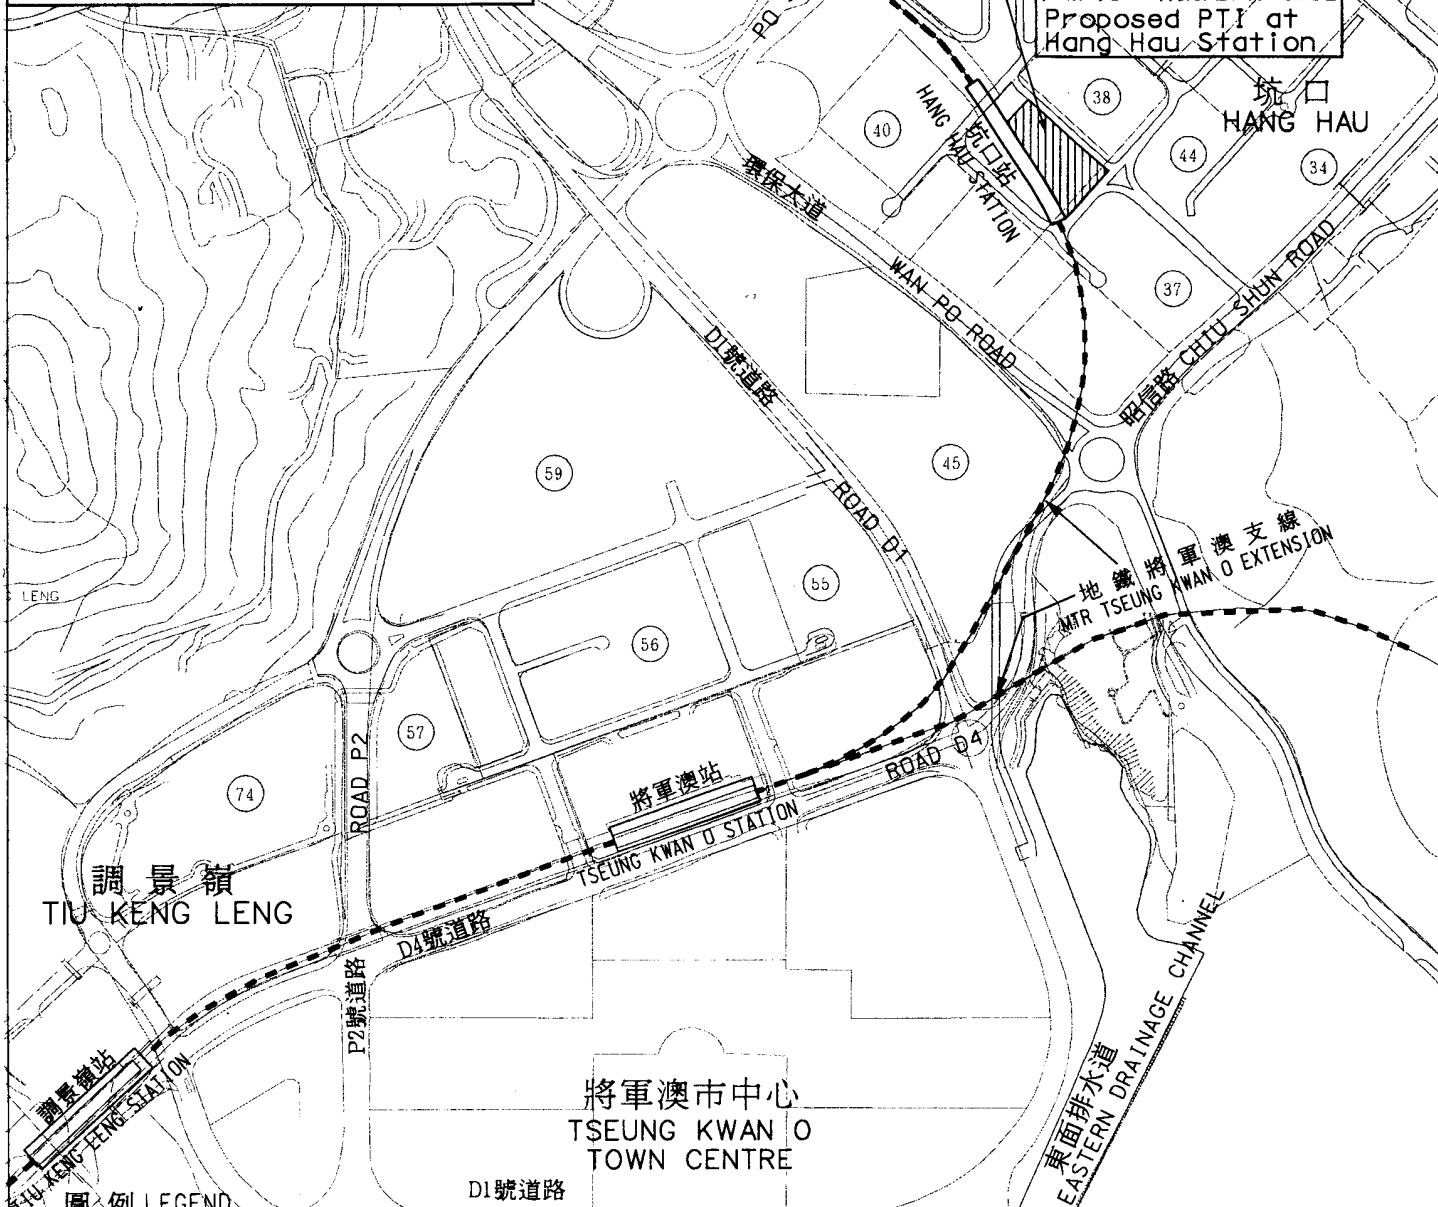 PO
Proposed PTI at
Hang Hau Station
坑口
HANG HAU
38
40
44
34
37
坑口站
HANG HAU STATION
環保大道
WAN PO ROAD
昭信路 CHIU SHUN ROAD
D1號道路
ROAD D1
59
45
55
56
57
74
地鐵將軍澳支線
MTR TSEUNG KWAN O EXTENSION
LENG
ROAD P2
P2號道路
將軍澳站
TSEUNG KWAN O STATION
ROAD D4
D4號道路
調景嶺
TIU KENG LENG
調景嶺站
TIU KENG LENG STATION
將軍澳市中心
TSEUNG KWAN O
TOWN CENTRE
東面排水道
EASTERN DRAINAGE CHANNEL
D1號道路
圖例 LEGEND